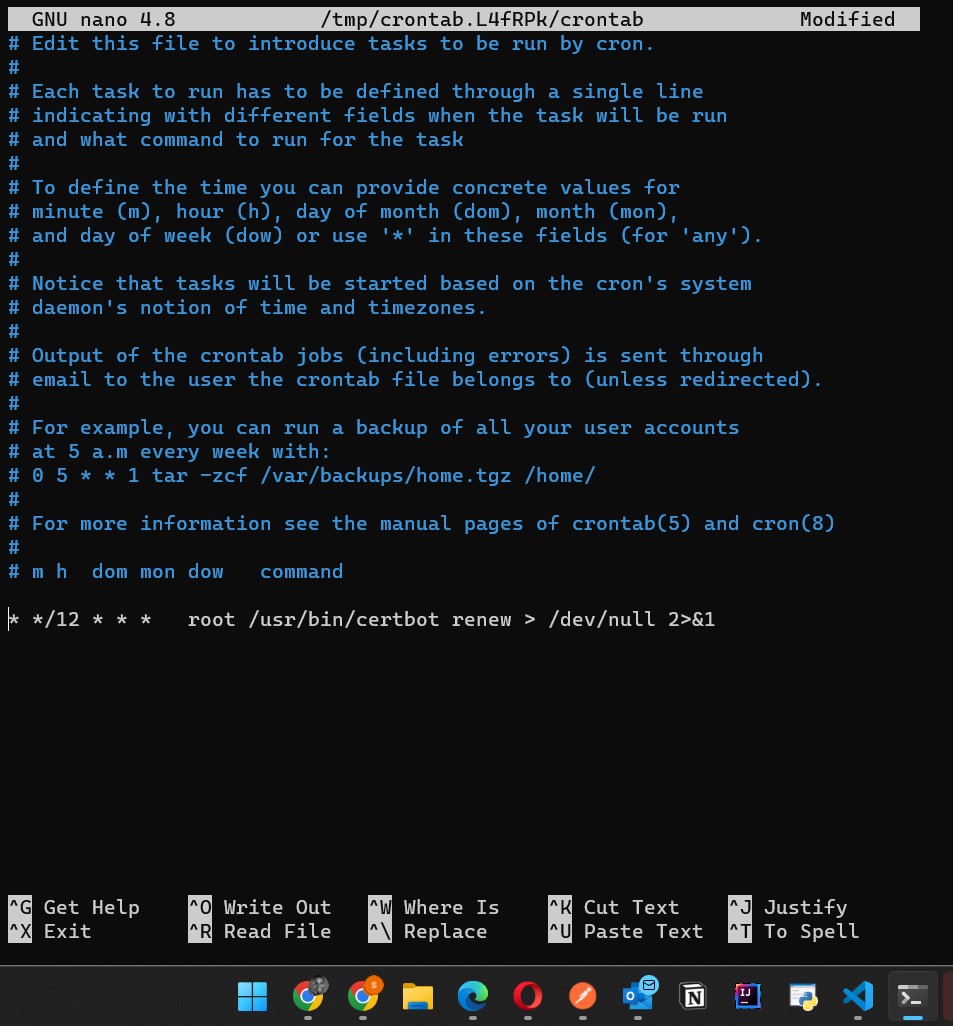 GNU nano 4.8 /tmp/crontab.L4fRPk/crontab Modified
# Edit this file to introduce tasks to be run by cron.
#
# Each task to run has to be defined through a single line
# indicating with different fields when the task will be run
# and what command to run for the task
#
# To define the time you can provide concrete values for
# minute (m), hour (h), day of month (dom), month (mon),
# and day of week (dow) or use '*' in these fields (for 'any').
#
# Notice that tasks will be started based on the cron's system
# daemon's notion of time and timezones.
#
# Output of the crontab jobs (including errors) is sent through
# email to the user the crontab file belongs to (unless redirected).
#
# For example, you can run a backup of all your user accounts
# at 5 a.m every week with:
# 0 5 * * 1 tar -zcf /var/backups/home.tgz /home/
#
# For more information see the manual pages of crontab(5) and cron(8)
#
# m h  dom mon dow   command
* */12 * * *   root /usr/bin/certbot renew > /dev/null 2>&1
^G Get Help ^O Write Out ^W Where Is ^K Cut Text ^J Justify
^X Exit ^R Read File ^\ Replace ^U Paste Text ^T To Spell